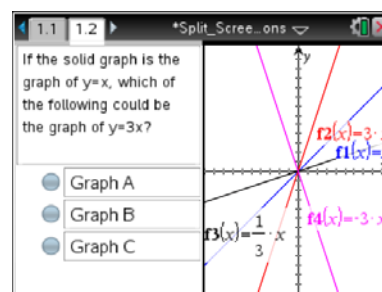 1.1 1.2 *Split_Scree...ons
If the solid graph is the
graph of y=x, which of
the following could be
the graph of y=3x?
Graph A
Graph B
Graph C
y
f2(x)=3·
f1(x)=
f4(x)=-3·x
f3(x)=1/3·x